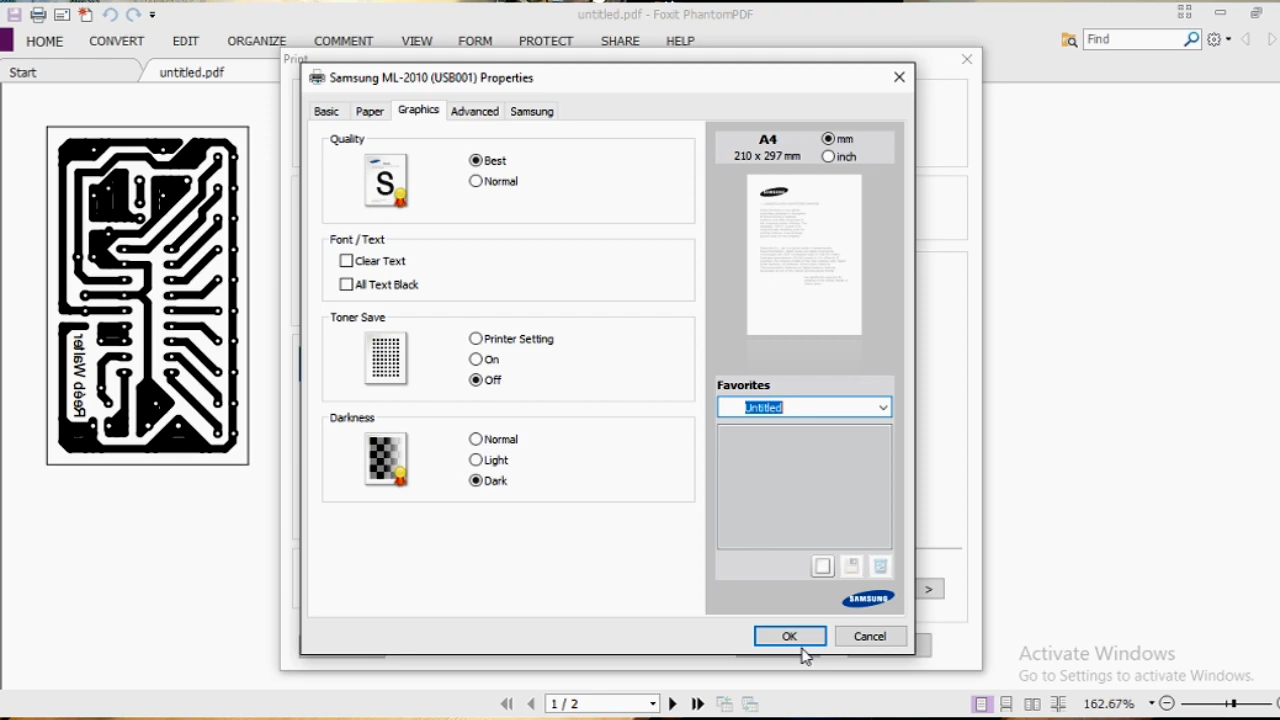 untitled.pdf - Foxit PhantomPDF
HOME CONVERT EDIT ORGANIZE COMMENT VIEW FORM PROTECT SHARE HELP
Find
Start
untitled.pdf
Print
Samsung ML-2010 (USB001) Properties
Basic Paper Graphics Advanced Samsung
Quality
S
Best
Normal
Font / Text
Clear Text
All Text Black
Toner Save
Printer Setting
On
Off
Darkness
Normal
Light
Dark
A4
210 x 297 mm
mm
inch
SAMSUNG
Favorites
Untitled
SAMSUNG
>
OK Cancel
Reed Waller
Activate Windows
Go to Settings to activate Windows.
1 / 2
162.67%